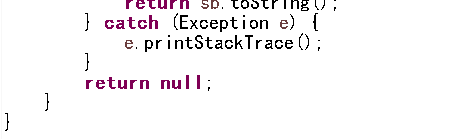 return sb.toString();
} catch (Exception e) {
e.printStackTrace();
}
return null;
}
}